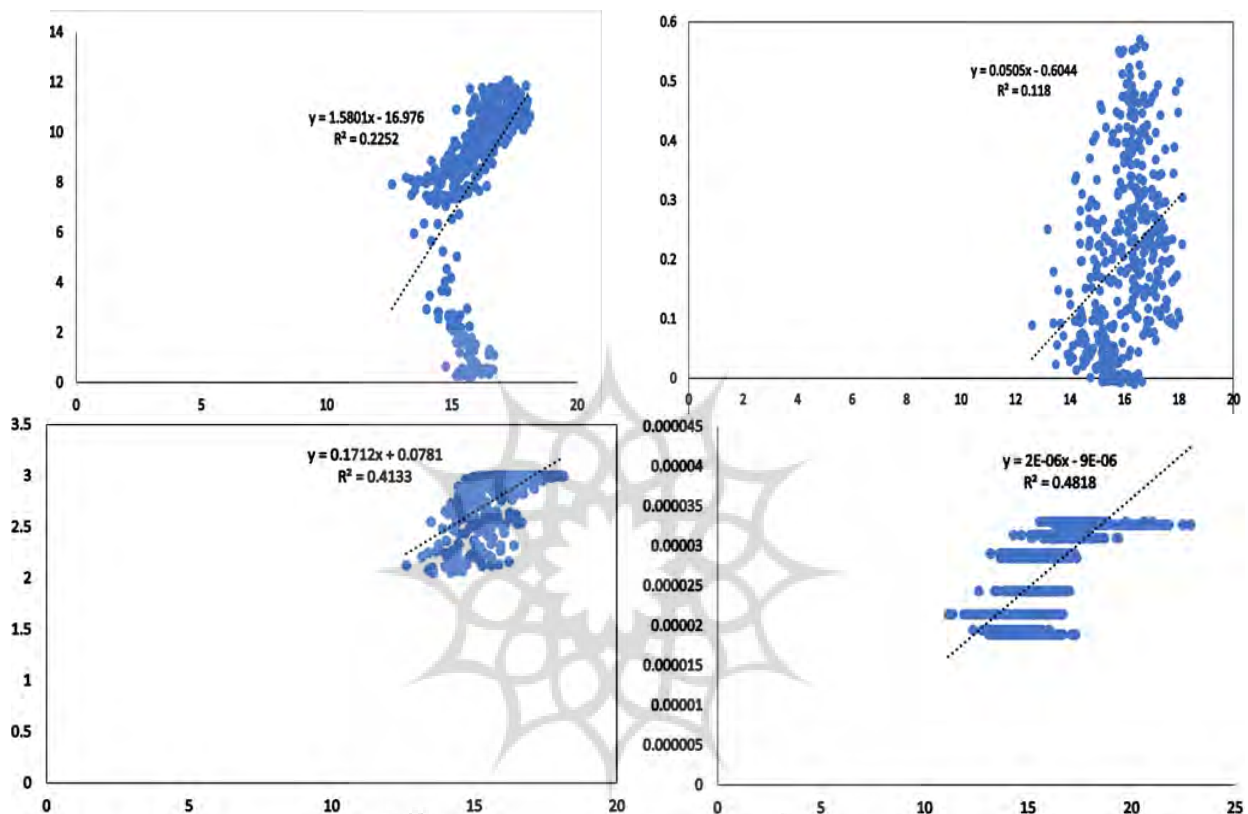 14
12
10
8
6
4
2
0
y = 1.5801x - 16.976
R² = 0.2252
0 5 10 15 20
0.6
0.5
0.4
0.3
0.2
0.1
0
y = 0.0505x - 0.6044
R² = 0.118
0 2 4 6 8 10 12 14 16 18 20
3.5
3
2.5
2
1.5
1
0.5
0
y = 0.1712x + 0.0781
R² = 0.4133
0 5 10 15 20
0.000045
0.00004
0.000035
0.00003
0.000025
0.00002
0.000015
0.00001
0.000005
0
y = 2E-06x - 9E-06
R² = 0.4818
0 5 10 15 20 25